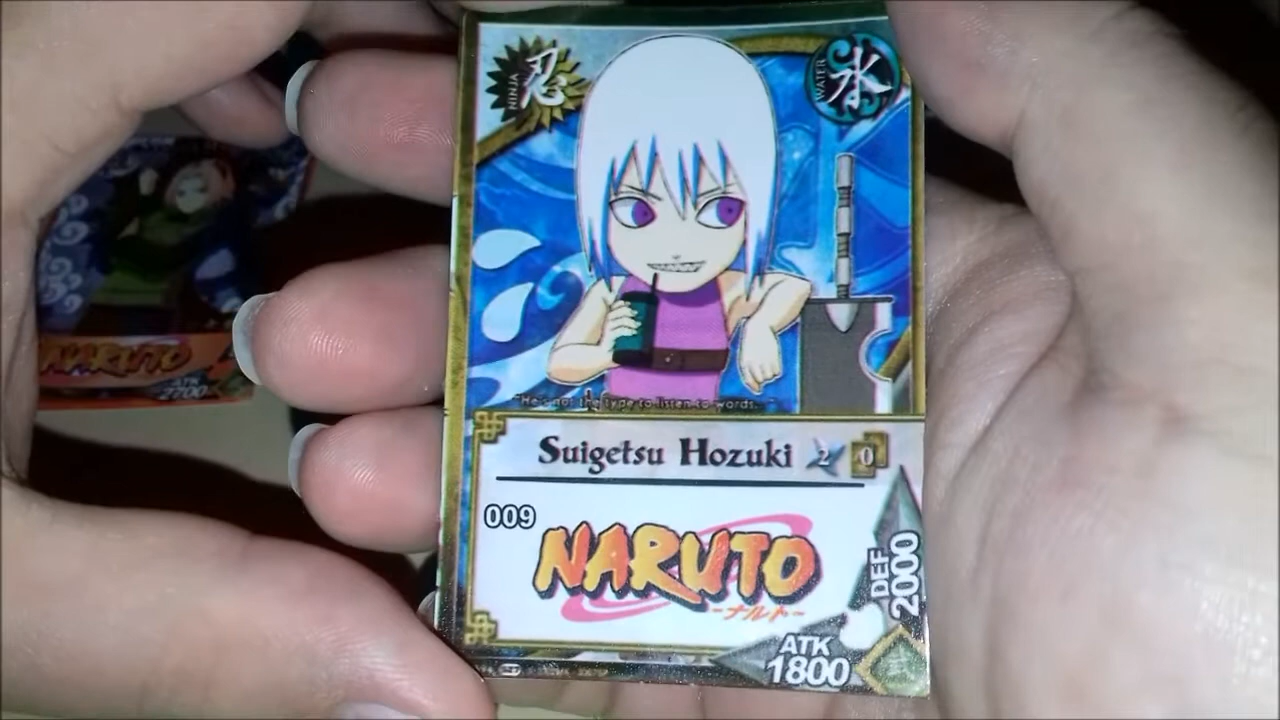 NINJA 忍
WATER 水
"He's not the type to listen to words..."
Suigetsu Hozuki 2 0
009
NARUTO
-ナルト-
DEF 2000
ATK 1800
NARUTO
ATK 2700